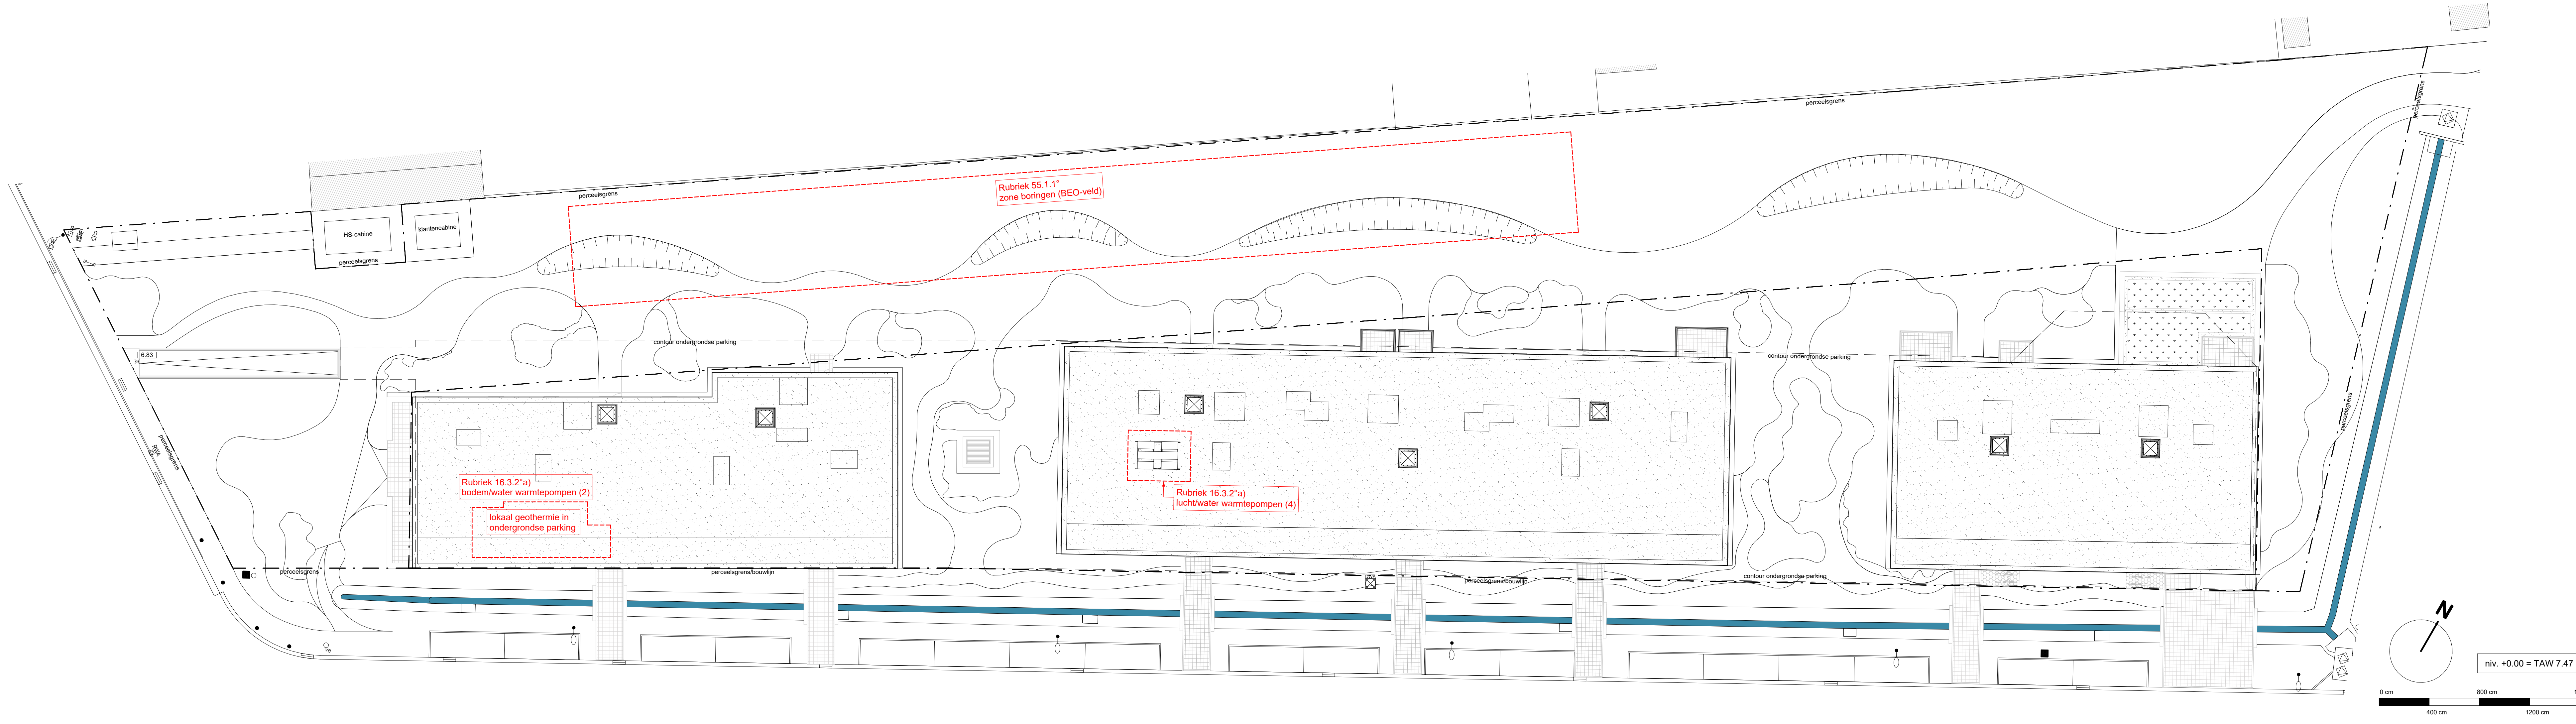 perceelsgrens
perceelsgrens
Rubriek 55.1.1°
zone boringen (BEO-veld)
perceelsgrens
HS-cabine
klantencabine
perceelsgrens
6.83
contour ondergrondse parking
contour ondergrondse parking
perceelsgrens
perceelsgrens
RWA
Rubriek 16.3.2°a)
bodem/water warmtepompen (2)
lokaal geothermie in
ondergrondse parking
Rubriek 16.3.2°a)
lucht/water warmtepompen (4)
perceelsgrens
perceelsgrens/bouwlijn
perceelsgrens/bouwlijn
contour ondergrondse parking
N
niv. +0.00 = TAW 7.47
0 cm
800 cm
400 cm
1200 cm